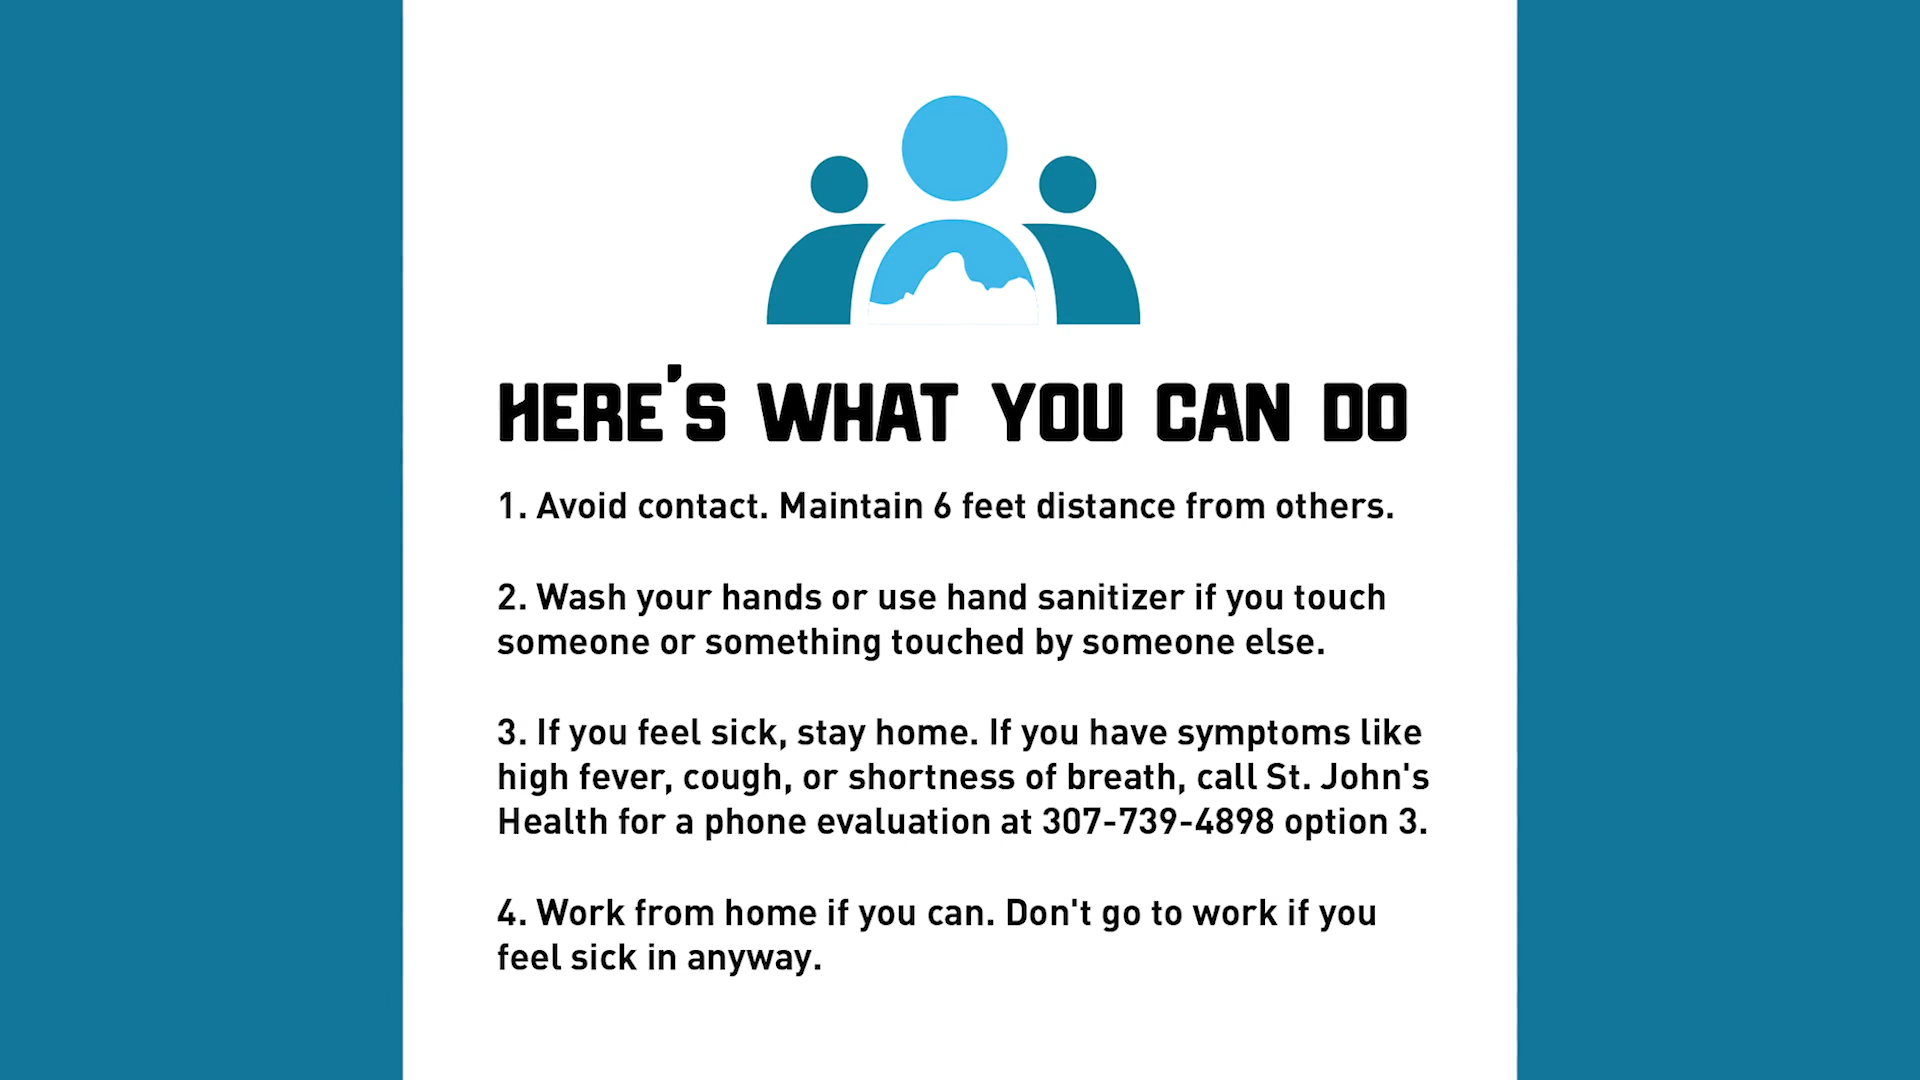 HERE'S WHAT YOU CAN DO
1. Avoid contact. Maintain 6 feet distance from others.
2. Wash your hands or use hand sanitizer if you touch
someone or something touched by someone else.
3. If you feel sick, stay home. If you have symptoms like
high fever, cough, or shortness of breath, call St. John's
Health for a phone evaluation at 307-739-4898 option 3.
4. Work from home if you can. Don't go to work if you
feel sick in anyway.